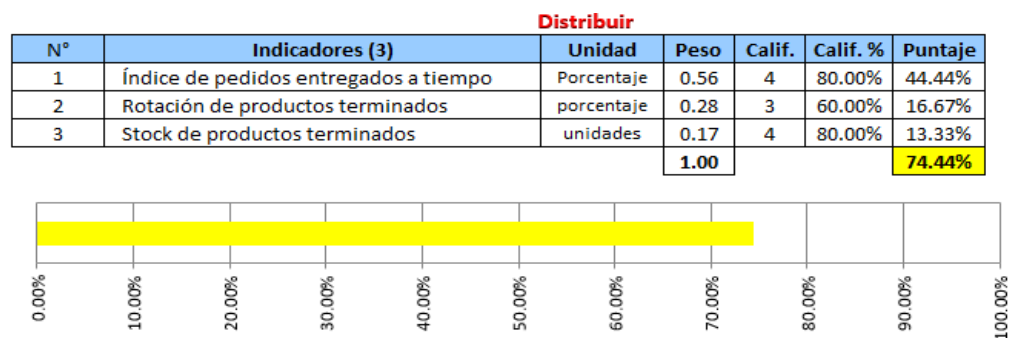 Distribuir
N° Indicadores (3) Unidad Peso Calif. Calif. % Puntaje
1 Índice de pedidos entregados a tiempo Porcentaje 0.56 4 80.00% 44.44%
2 Rotación de productos terminados porcentaje 0.28 3 60.00% 16.67%
3 Stock de productos terminados unidades 0.17 4 80.00% 13.33%
1.00 74.44%
0.00% 10.00% 20.00% 30.00% 40.00% 50.00% 60.00% 70.00% 80.00% 90.00% 100.00%